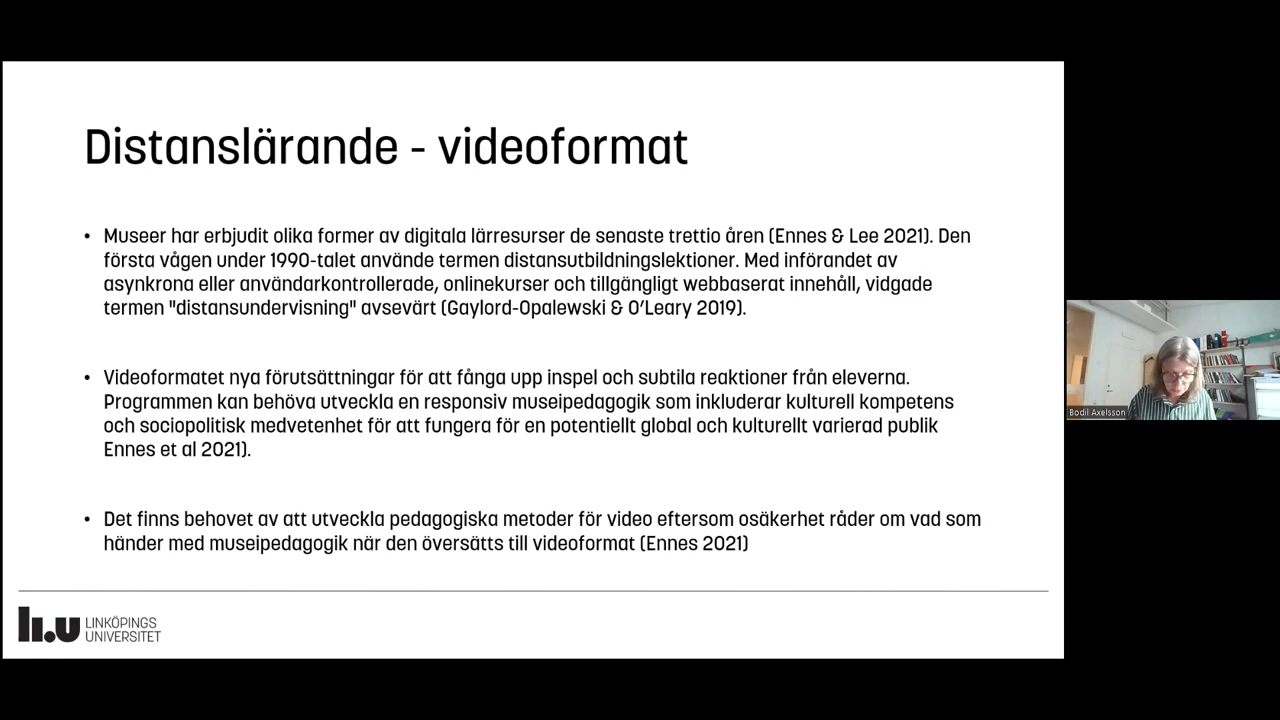 Distanslärande - videoformat
• Museer har erbjudit olika former av digitala lärresurser de senaste trettio åren (Ennes & Lee 2021). Den
första vågen under 1990-talet använde termen distansutbildningslektioner. Med införandet av
asynkrona eller användarkontrollerade, onlinekurser och tillgängligt webbaserat innehåll, vidgade
termen "distansundervisning" avsevärt (Gaylord-Opalewski & O’Leary 2019).
• Videoformatet nya förutsättningar för att fånga upp inspel och subtila reaktioner från eleverna.
Programmen kan behöva utveckla en responsiv museipedagogik som inkluderar kulturell kompetens
och sociopolitisk medvetenhet för att fungera för en potentiellt global och kulturellt varierad publik
Ennes et al 2021).
• Det finns behovet av att utveckla pedagogiska metoder för video eftersom osäkerhet råder om vad som
händer med museipedagogik när den översätts till videoformat (Ennes 2021)
li.u LINKÖPINGS
UNIVERSITET
Bodil Axelsson